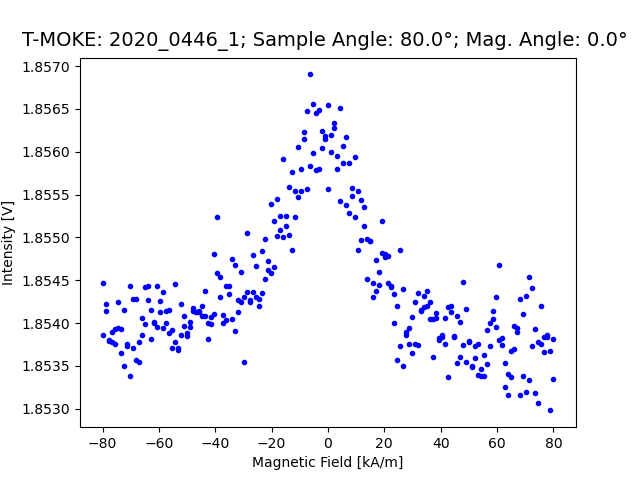 T-MOKE: 2020_0446_1; Sample Angle: 80.0°; Mag. Angle: 0.0°
Intensity [V]
1.8570
1.8565
1.8560
1.8555
1.8550
1.8545
1.8540
1.8535
1.8530
−80 −60 −40 −20 0 20 40 60 80
Magnetic Field [kA/m]